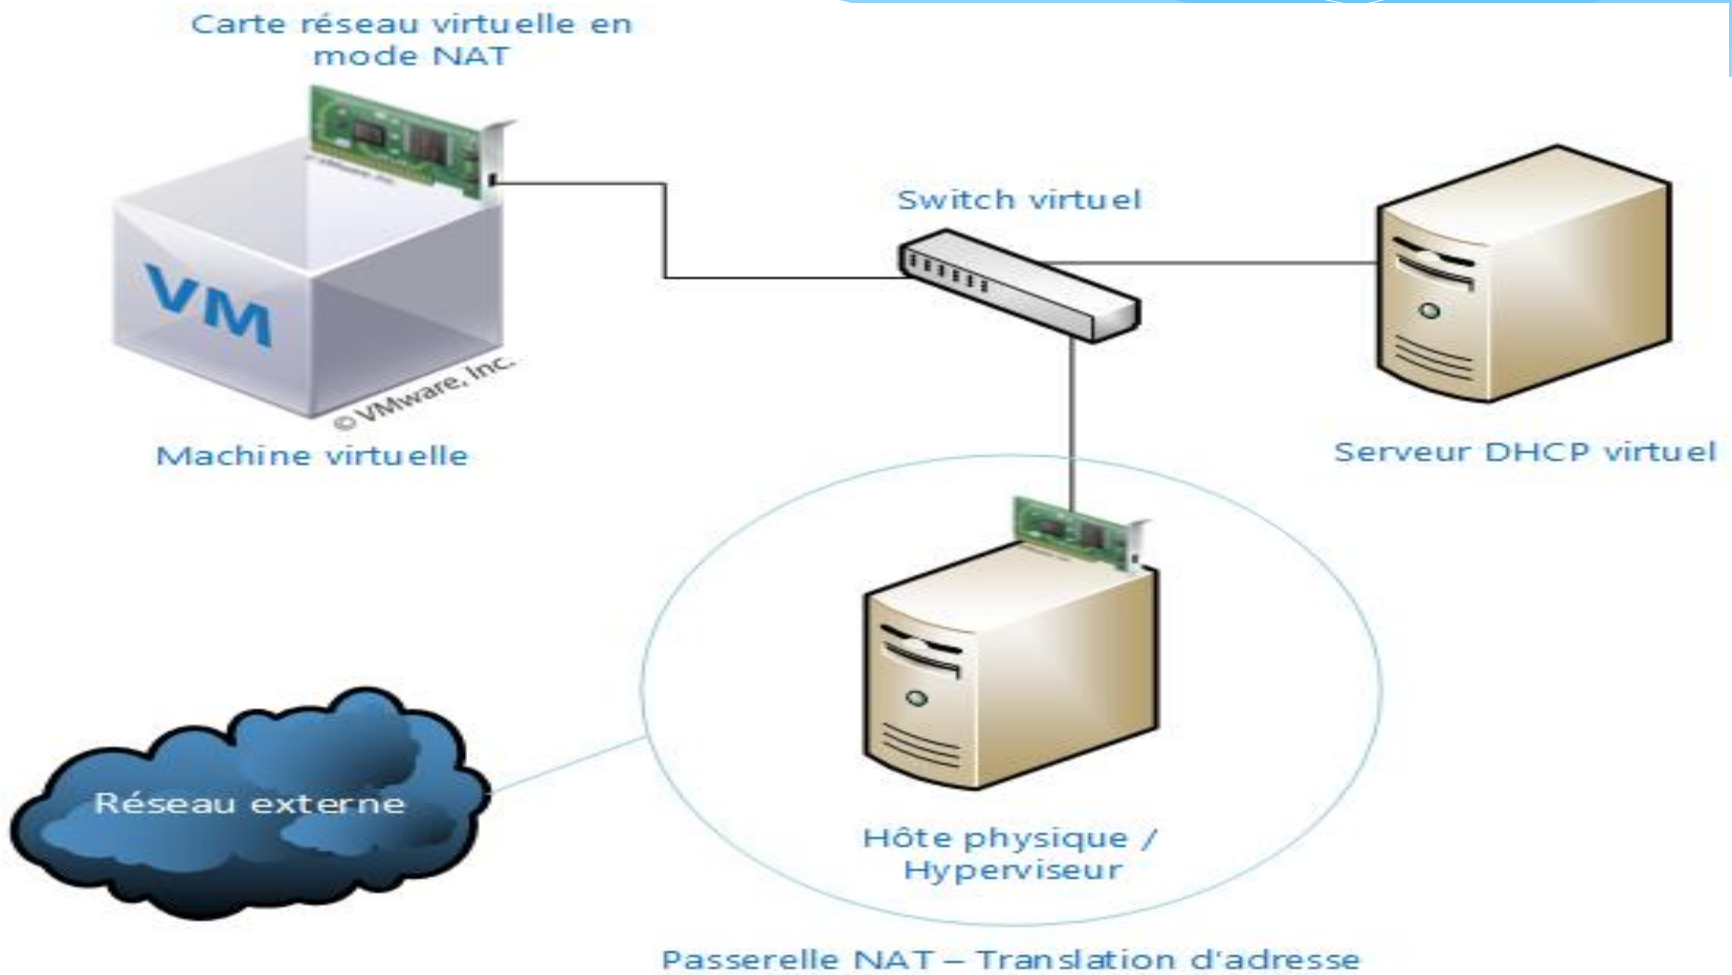 Carte réseau virtuelle en
mode NAT
Switch virtuel
VM
© VMware, Inc.
Machine virtuelle
Serveur DHCP virtuel
Réseau externe
Hôte physique /
Hyperviseur
Passerelle NAT – Translation d'adresse